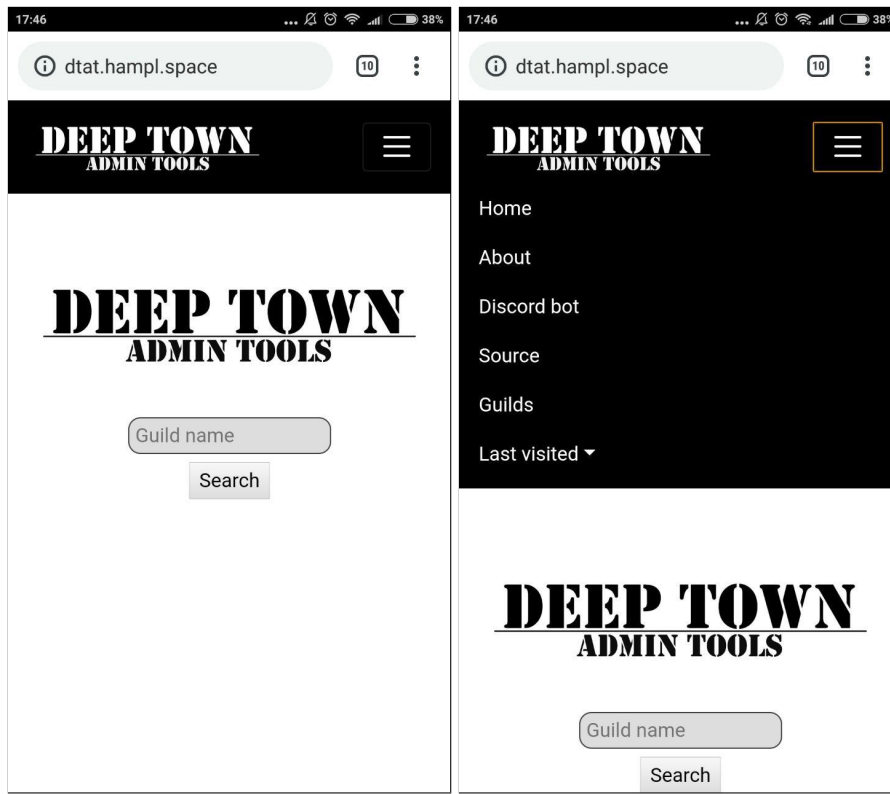 17:46
... 38%
dtat.hampl.space
10
DEEP TOWN
ADMIN TOOLS
DEEP TOWN
ADMIN TOOLS
Guild name
Search
17:46
... 38%
dtat.hampl.space
10
DEEP TOWN
ADMIN TOOLS
Home
About
Discord bot
Source
Guilds
Last visited
DEEP TOWN
ADMIN TOOLS
Guild name
Search